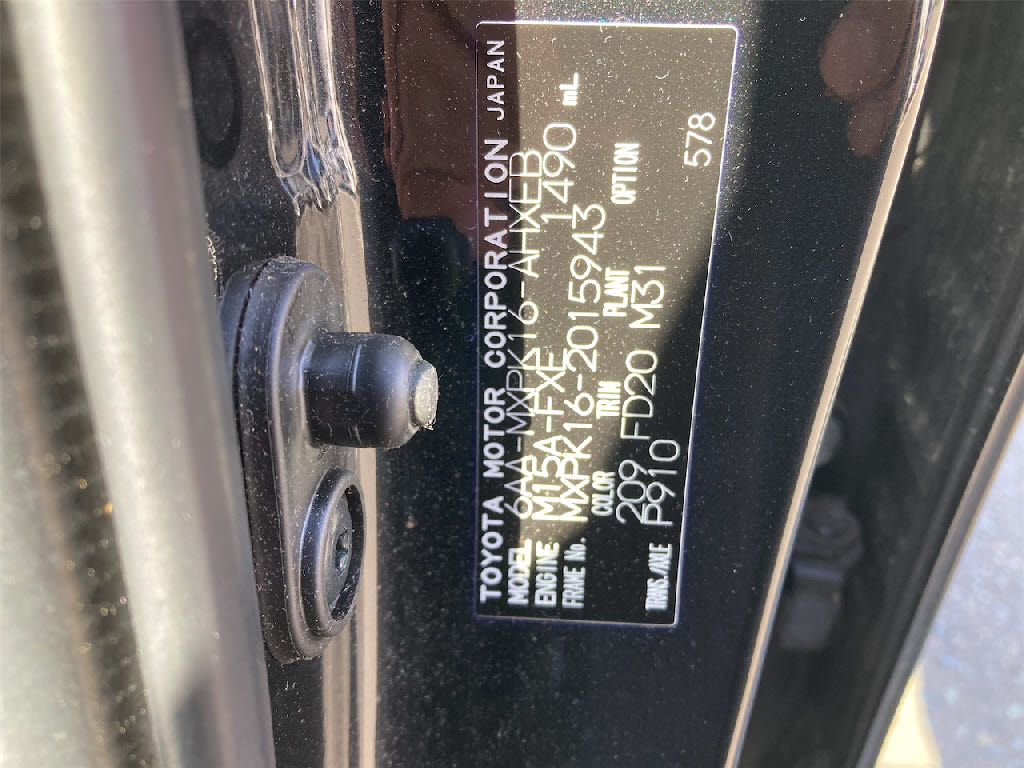 TOYOTA MOTOR CORPORATION JAPAN
MODEL 6AA-MXPK16-AHXEB
ENGINE M15A-FXE 1490 mL
FRAME No. MXPK16-2015943
COLOR TRIM PLANT OPTION
209 FD20 M31
TRANS./AXLE P910
578